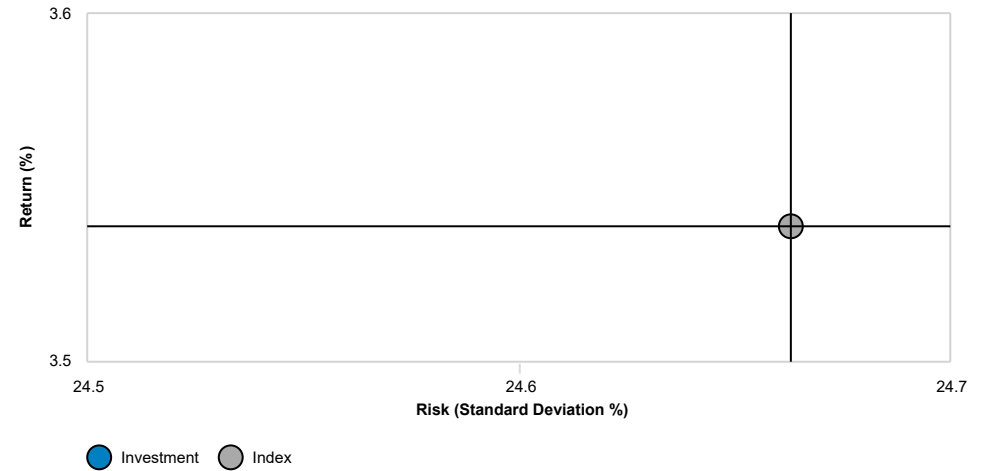 3.6
Return (%)
3.5
24.5 24.6 24.7
Risk (Standard Deviation %)
Investment Index